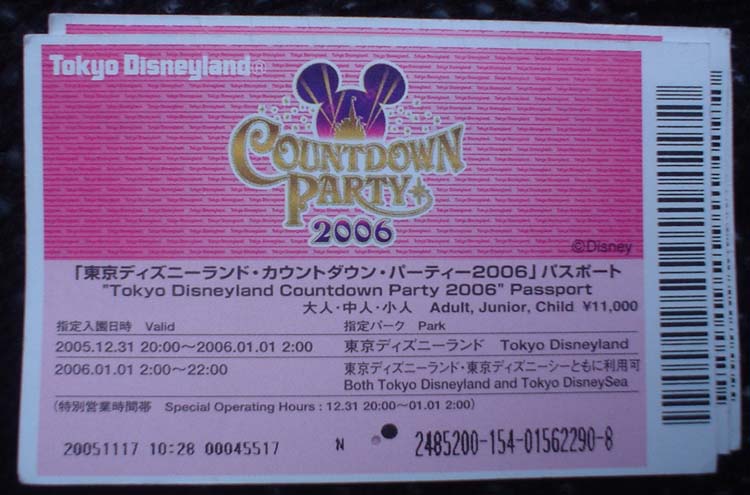 Tokyo Disneyland®
COUNTDOWN
PARTY
2006
©Disney
「東京ディズニーランド・カウントダウン・パーティー2006」パスポート
"Tokyo Disneyland Countdown Party 2006" Passport
大人・中人・小人 Adult, Junior, Child ¥11,000
指定入園日時 Valid 指定パーク Park
2005.12.31 20:00〜2006.01.01 2:00 東京ディズニーランド Tokyo Disneyland
2006.01.01 2:00〜22:00 東京ディズニーランド・東京ディズニーシーともに利用可
Both Tokyo Disneyland and Tokyo DisneySea
(特別営業時間帯 Special Operating Hours : 12.31 20:00〜01.01 2:00)
20051117 10:28 00045517 N 2485200-154-01562290-8